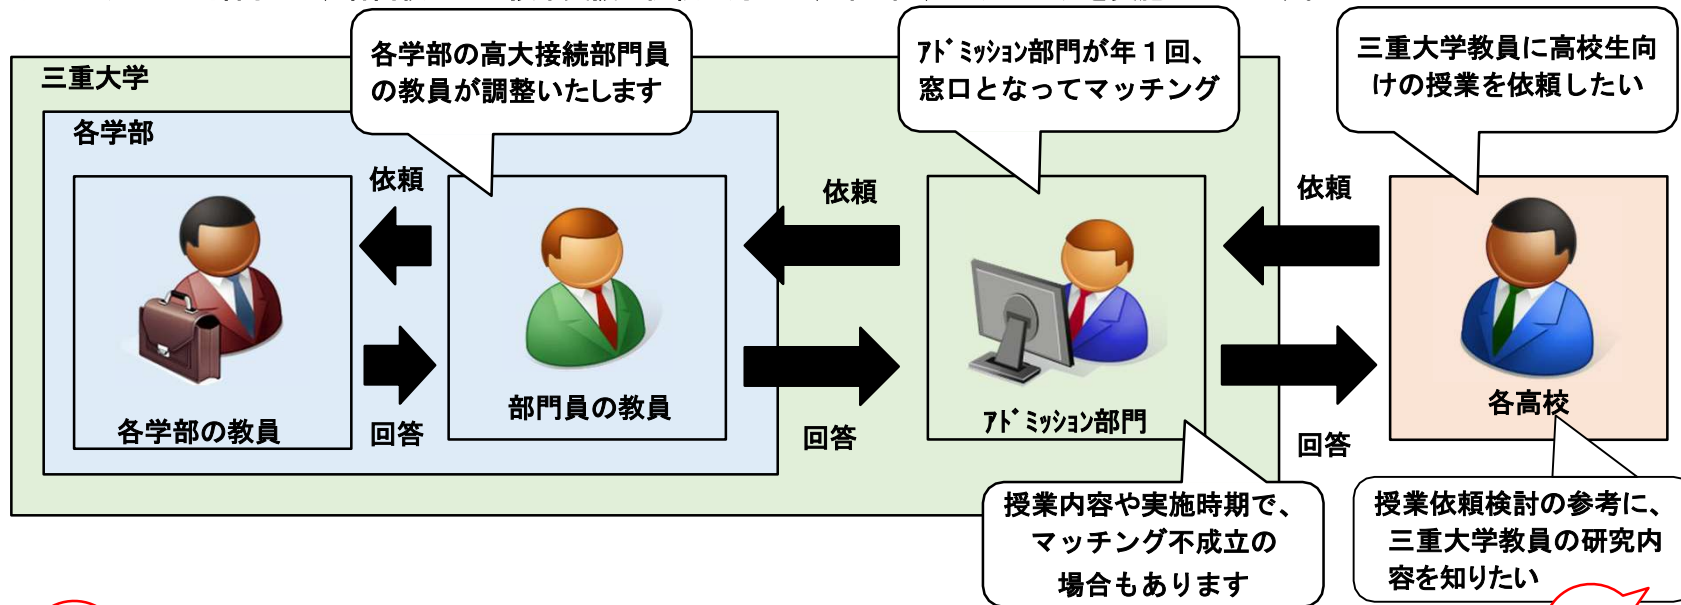 各学部の高大接続部門員
の教員が調整いたします
ｱﾄﾞﾐｯｼｮﾝ部門が年１回、
窓口となってマッチング
三重大学教員に高校生向
けの授業を依頼したい
三重大学
各学部
依頼
依頼
依頼
各学部の教員
回答
部門員の教員
回答
ｱﾄﾞﾐｯｼｮﾝ部門
回答
各高校
授業内容や実施時期で、
マッチング不成立の
場合もあります
授業依頼検討の参考に、
三重大学教員の研究内
容を知りたい